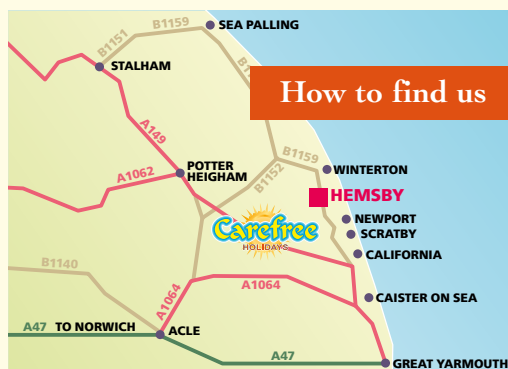 B1159
SEA PALLING
B1151
STALHAM
How to find us
A149
B1159
A1062
POTTER
HEIGHAM
B1152
WINTERTON
HEMSBY
NEWPORT
SCRATBY
Carefree
HOLIDAYS
CALIFORNIA
B1140
A1064
A1064
CAISTER ON SEA
A47
TO NORWICH
ACLE
A47
GREAT YARMOUTH